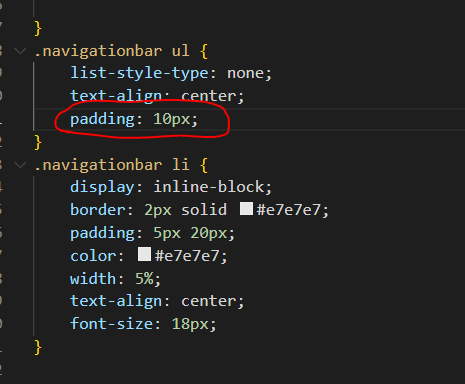 }
.navigationbar ul {
list-style-type: none;
text-align: center;
padding: 10px;
}
.navigationbar li {
display: inline-block;
border: 2px solid #e7e7e7;
padding: 5px 20px;
color: #e7e7e7;
width: 5%;
text-align: center;
font-size: 18px;
}